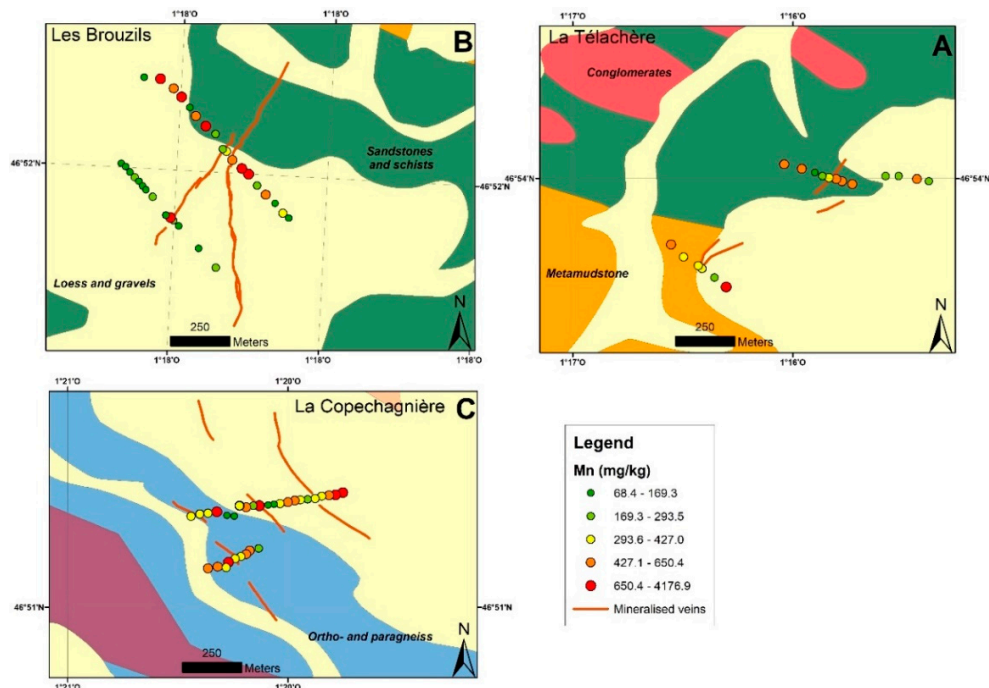 1°18'O
1°18'O
Les Brouzils
B
46°52'N
Sandstones
and schists
46°52'N
Loess and gravels
250
Meters
N
1°18'O
1°18'O
1°18'O
1°17'O
1°16'O
La Télachère
A
Conglomerates
46°54'N
46°54'N
Metamudstone
250
Meters
N
1°17'O
1°16'O
1°21'O
1°20'O
La Copechagnière
C
46°51'N
46°51'N
Ortho- and paragneiss
250
Meters
N
1°21'O
1°20'O
Legend
Mn (mg/kg)
68.4 - 169.3
169.3 - 293.5
293.6 - 427.0
427.1 - 650.4
650.4 - 4176.9
Mineralised veins